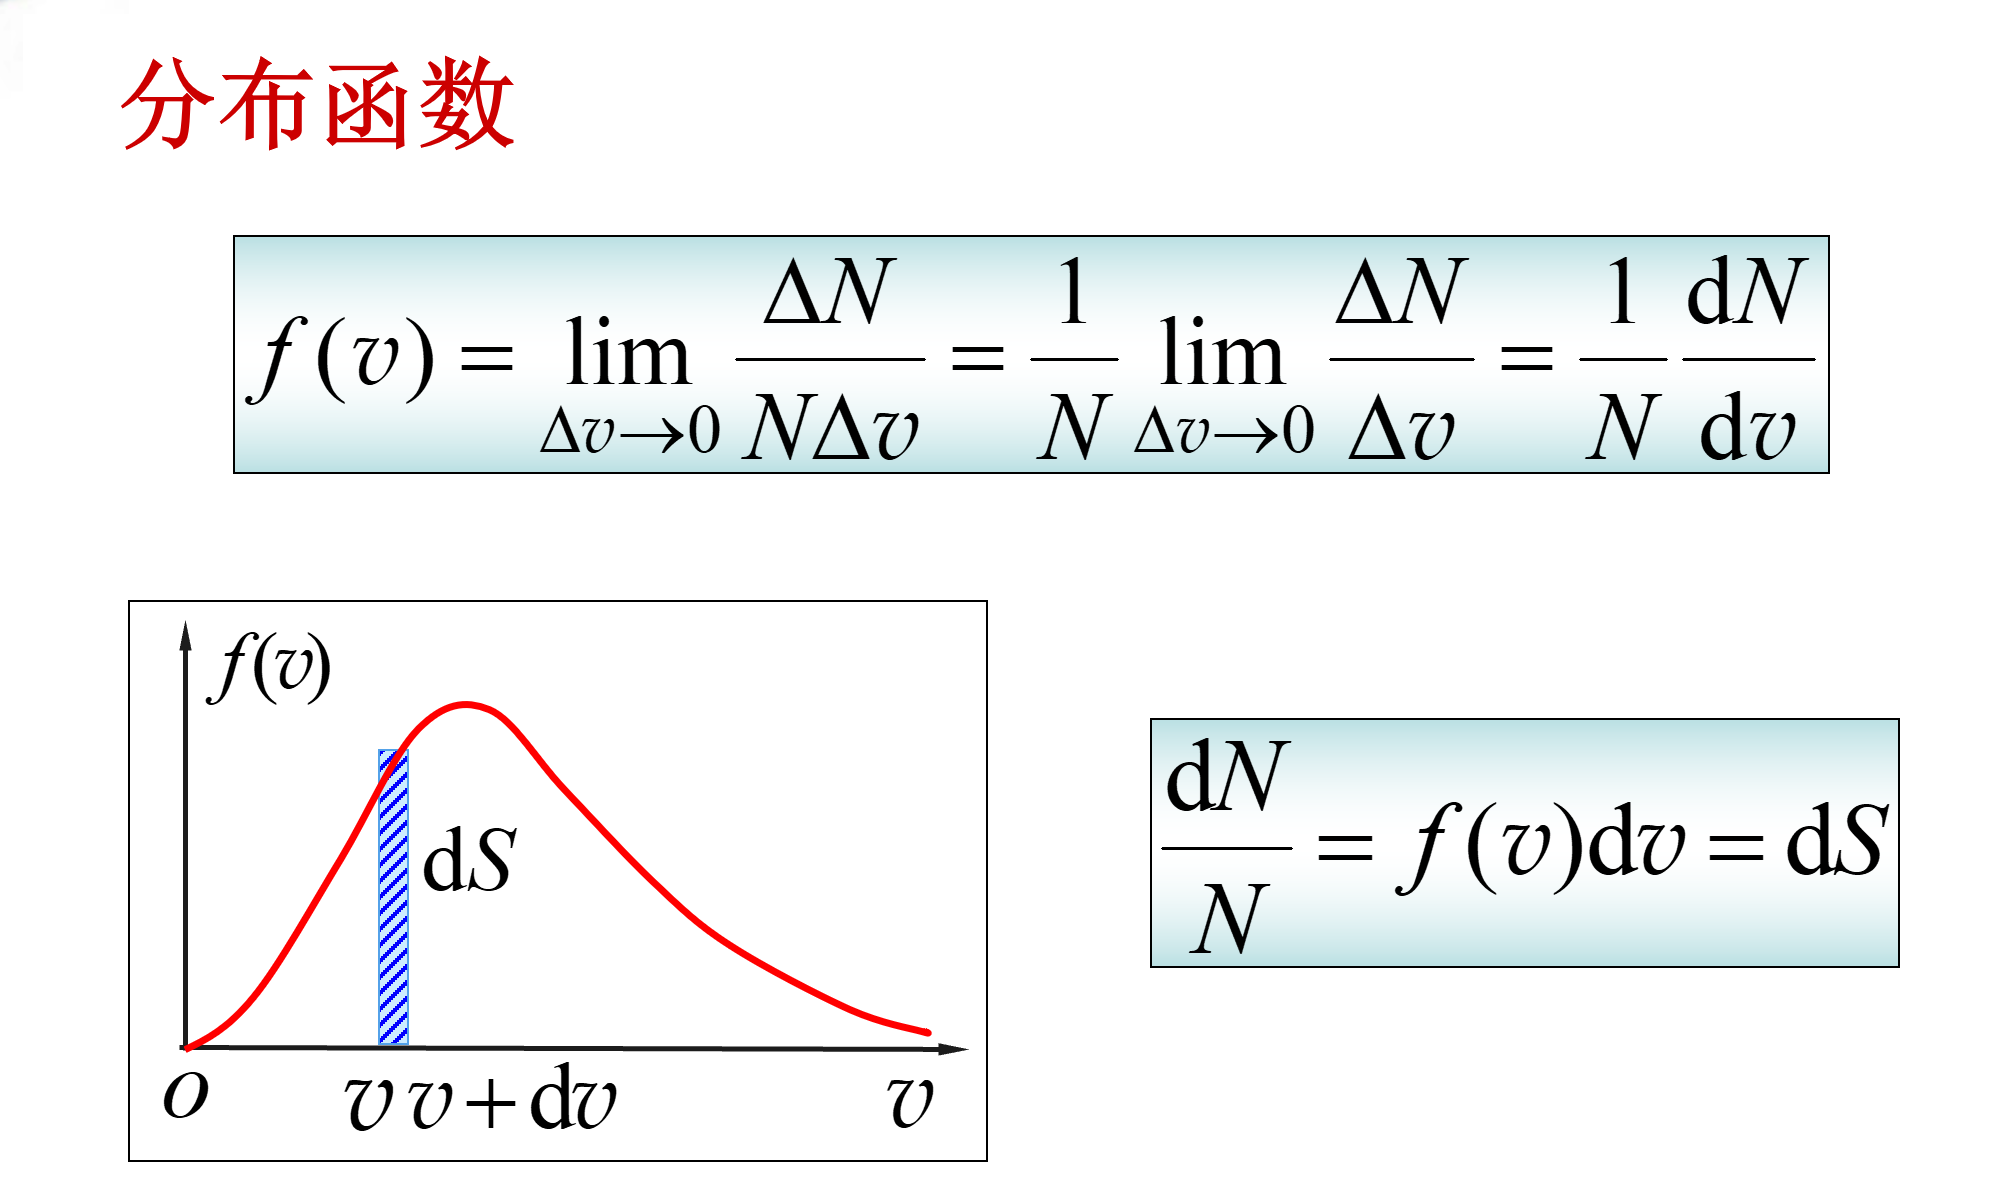 分布函数
f(v) = lim_{Δv→0} ΔN/(NΔv) = 1/N lim_{Δv→0} ΔN/Δv = 1/N dN/dv
f(v)
dS
dN/N = f(v)dv = dS
o v v+dv v